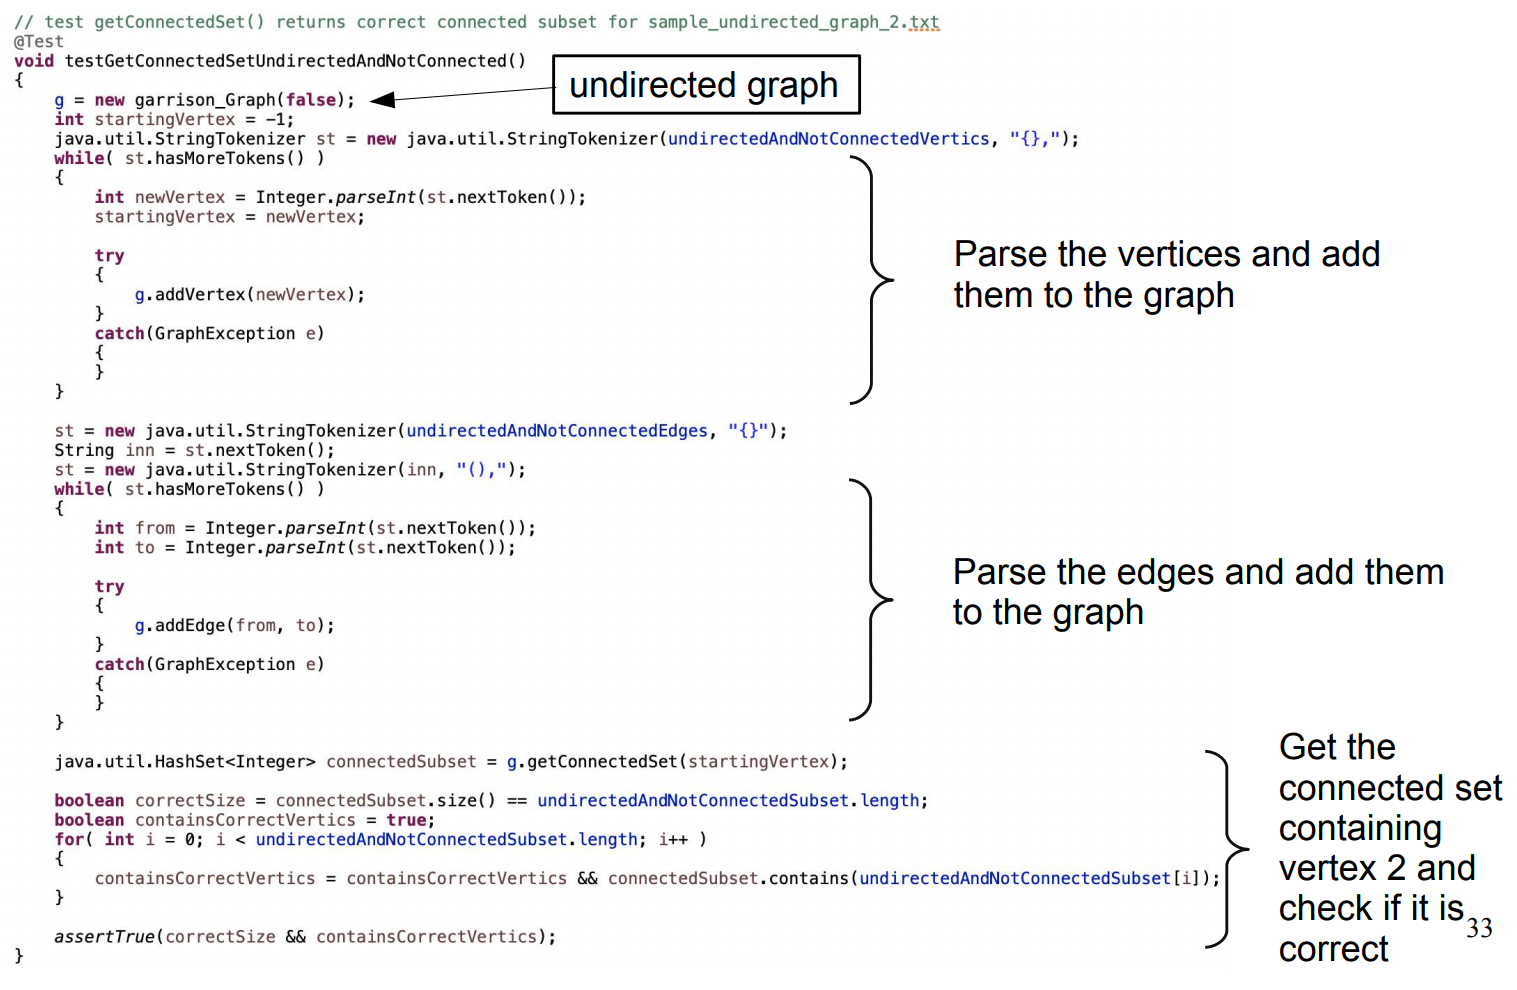 // test getConnectedSet() returns correct connected subset for sample_undirected_graph_2.txt
@Test
void testGetConnectedSetUndirectedAndNotConnected()
{
    g = new garrison_Graph(false);
undirected graph
    int startingVertex = -1;
    java.util.StringTokenizer st = new java.util.StringTokenizer(undirectedAndNotConnectedVertics, "{},");
    while( st.hasMoreTokens() )
    {
        int newVertex = Integer.parseInt(st.nextToken());
        startingVertex = newVertex;

        try
        {
            g.addVertex(newVertex);
        }
        catch(GraphException e)
        {
        }
    }
Parse the vertices and add
them to the graph

    st = new java.util.StringTokenizer(undirectedAndNotConnectedEdges, "{}");
    String inn = st.nextToken();
    st = new java.util.StringTokenizer(inn, "(),");
    while( st.hasMoreTokens() )
    {
        int from = Integer.parseInt(st.nextToken());
        int to = Integer.parseInt(st.nextToken());

        try
        {
            g.addEdge(from, to);
        }
        catch(GraphException e)
        {
        }
    }
Parse the edges and add them
to the graph

    java.util.HashSet<Integer> connectedSubset = g.getConnectedSet(startingVertex);

    boolean correctSize = connectedSubset.size() == undirectedAndNotConnectedSubset.length;
    boolean containsCorrectVertics = true;
    for( int i = 0; i < undirectedAndNotConnectedSubset.length; i++ )
    {
        containsCorrectVertics = containsCorrectVertics && connectedSubset.contains(undirectedAndNotConnectedSubset[i]);
    }

    assertTrue(correctSize && containsCorrectVertics);
}
Get the
connected set
containing
vertex 2 and
check if it is
correct
33